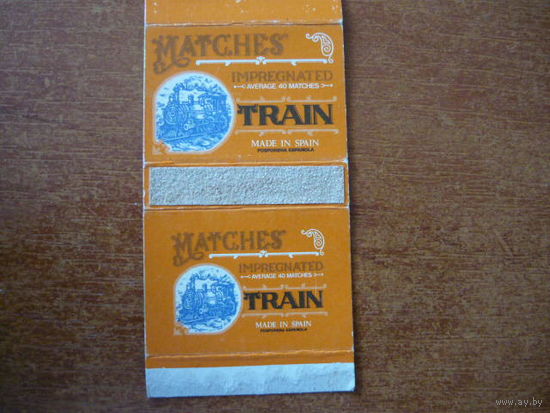 MATCHES
IMPREGNATED
AVERAGE 40 MATCHES
TRAIN
MADE IN SPAIN
FOSFORERA ESPAÑOLA
MATCHES
IMPREGNATED
AVERAGE 40 MATCHES
TRAIN
MADE IN SPAIN
FOSFORERA ESPAÑOLA
www.ay.by